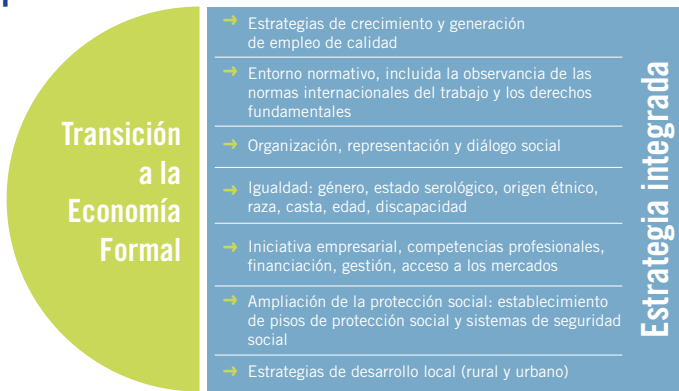 Transición
a la
Economía
Formal
→ Estrategias de crecimiento y generación
de empleo de calidad
→ Entorno normativo, incluida la observancia de las
normas internacionales del trabajo y los derechos
fundamentales
→ Organización, representación y diálogo social
→ Igualdad: género, estado serológico, origen étnico,
raza, casta, edad, discapacidad
→ Iniciativa empresarial, competencias profesionales,
financiación, gestión, acceso a los mercados
→ Ampliación de la protección social: establecimiento
de pisos de protección social y sistemas de seguridad
social
→ Estrategias de desarrollo local (rural y urbano)
Estrategia integrada